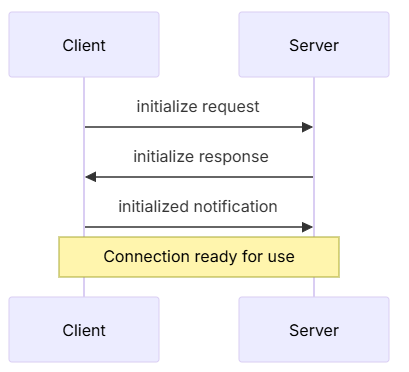 Client
Server
initialize request
initialize response
initialized notification
Connection ready for use
Client
Server